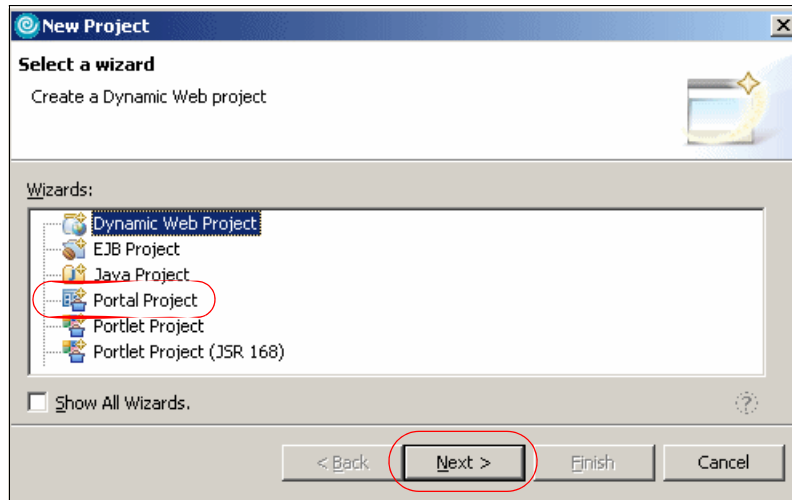 New Project
Select a wizard
Create a Dynamic Web project
Wizards:
Dynamic Web Project
EJB Project
Java Project
Portal Project
Portlet Project
Portlet Project (JSR 168)
Show All Wizards.
< Back Next > Finish Cancel